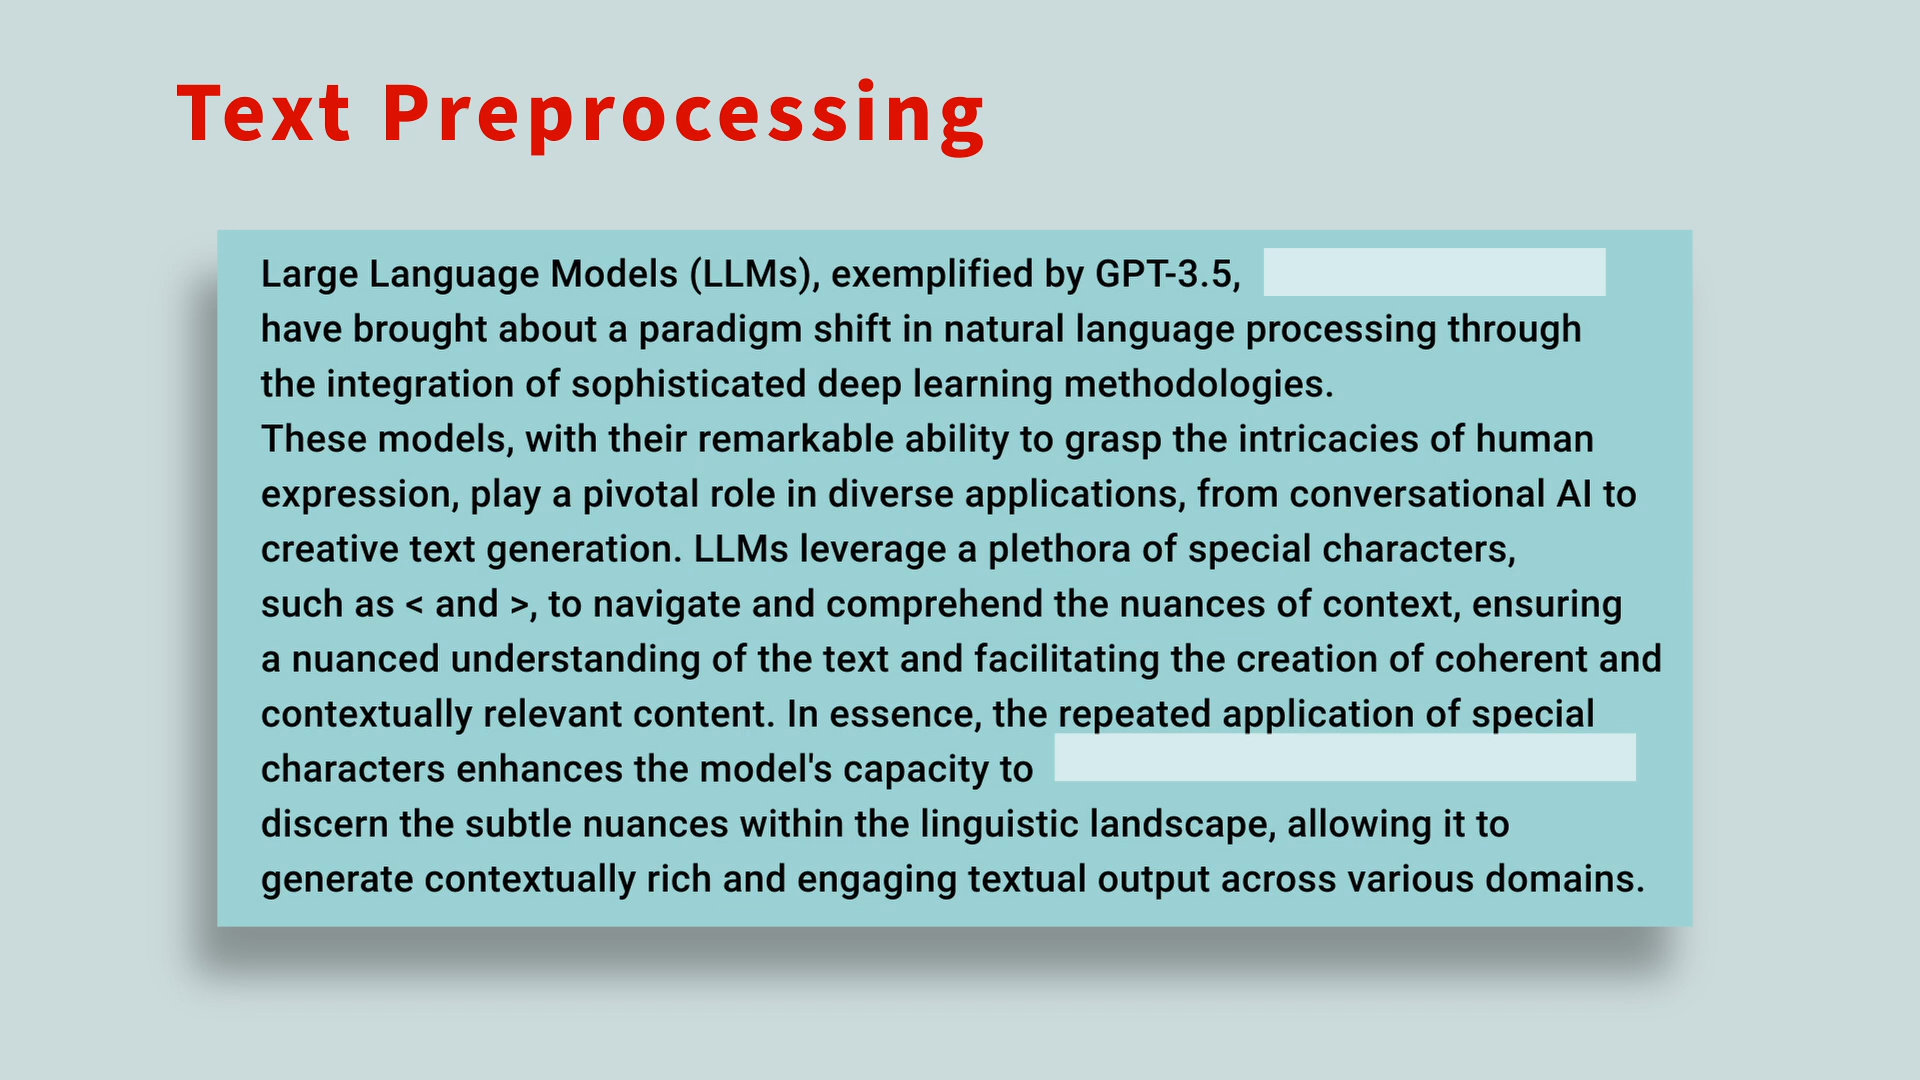 Text Preprocessing
Large Language Models (LLMs), exemplified by GPT-3.5,
have brought about a paradigm shift in natural language processing through
the integration of sophisticated deep learning methodologies.
These models, with their remarkable ability to grasp the intricacies of human
expression, play a pivotal role in diverse applications, from conversational AI to
creative text generation. LLMs leverage a plethora of special characters,
such as < and >, to navigate and comprehend the nuances of context, ensuring
a nuanced understanding of the text and facilitating the creation of coherent and
contextually relevant content. In essence, the repeated application of special
characters enhances the model's capacity to
discern the subtle nuances within the linguistic landscape, allowing it to
generate contextually rich and engaging textual output across various domains.